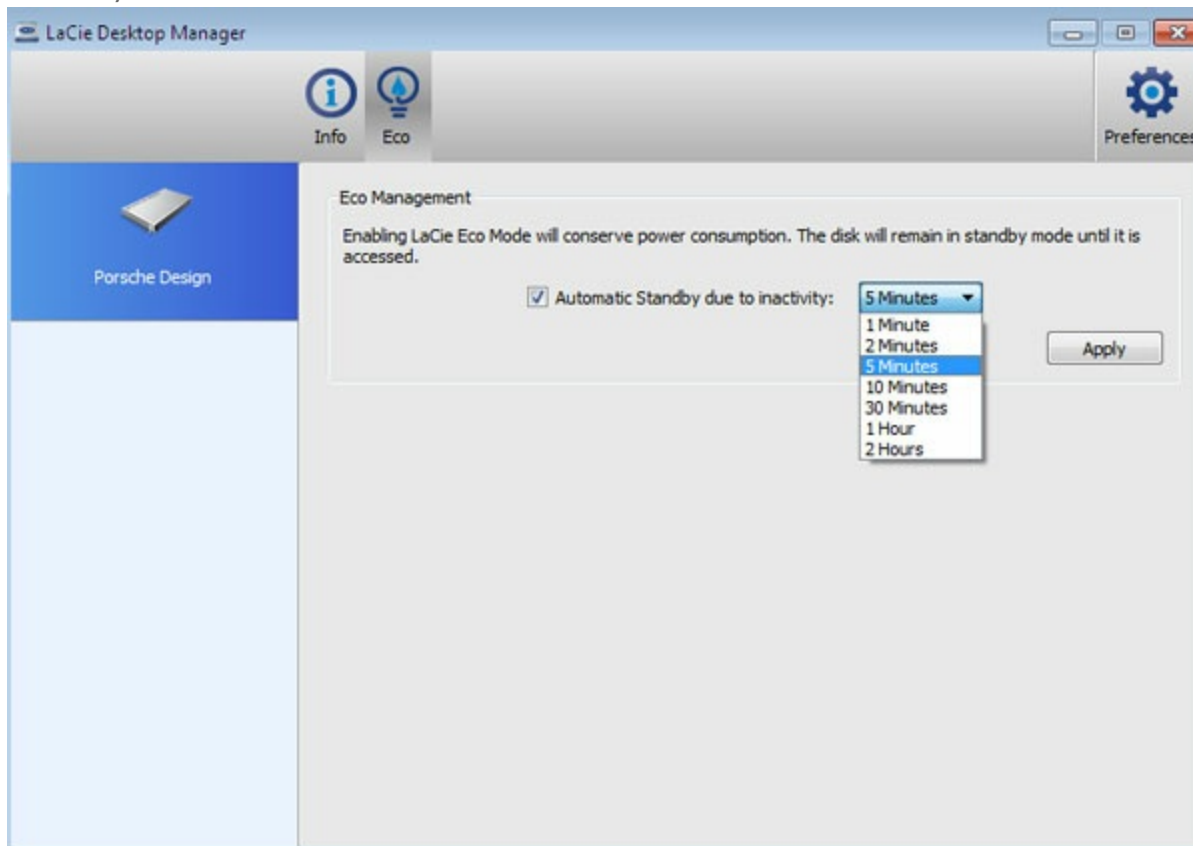 LaCie Desktop Manager
Info
Eco
Preferences
Porsche Design
Eco Management
Enabling LaCie Eco Mode will conserve power consumption. The disk will remain in standby mode until it is
accessed.
Automatic Standby due to inactivity:
5 Minutes
1 Minute
2 Minutes
5 Minutes
10 Minutes
30 Minutes
1 Hour
2 Hours
Apply